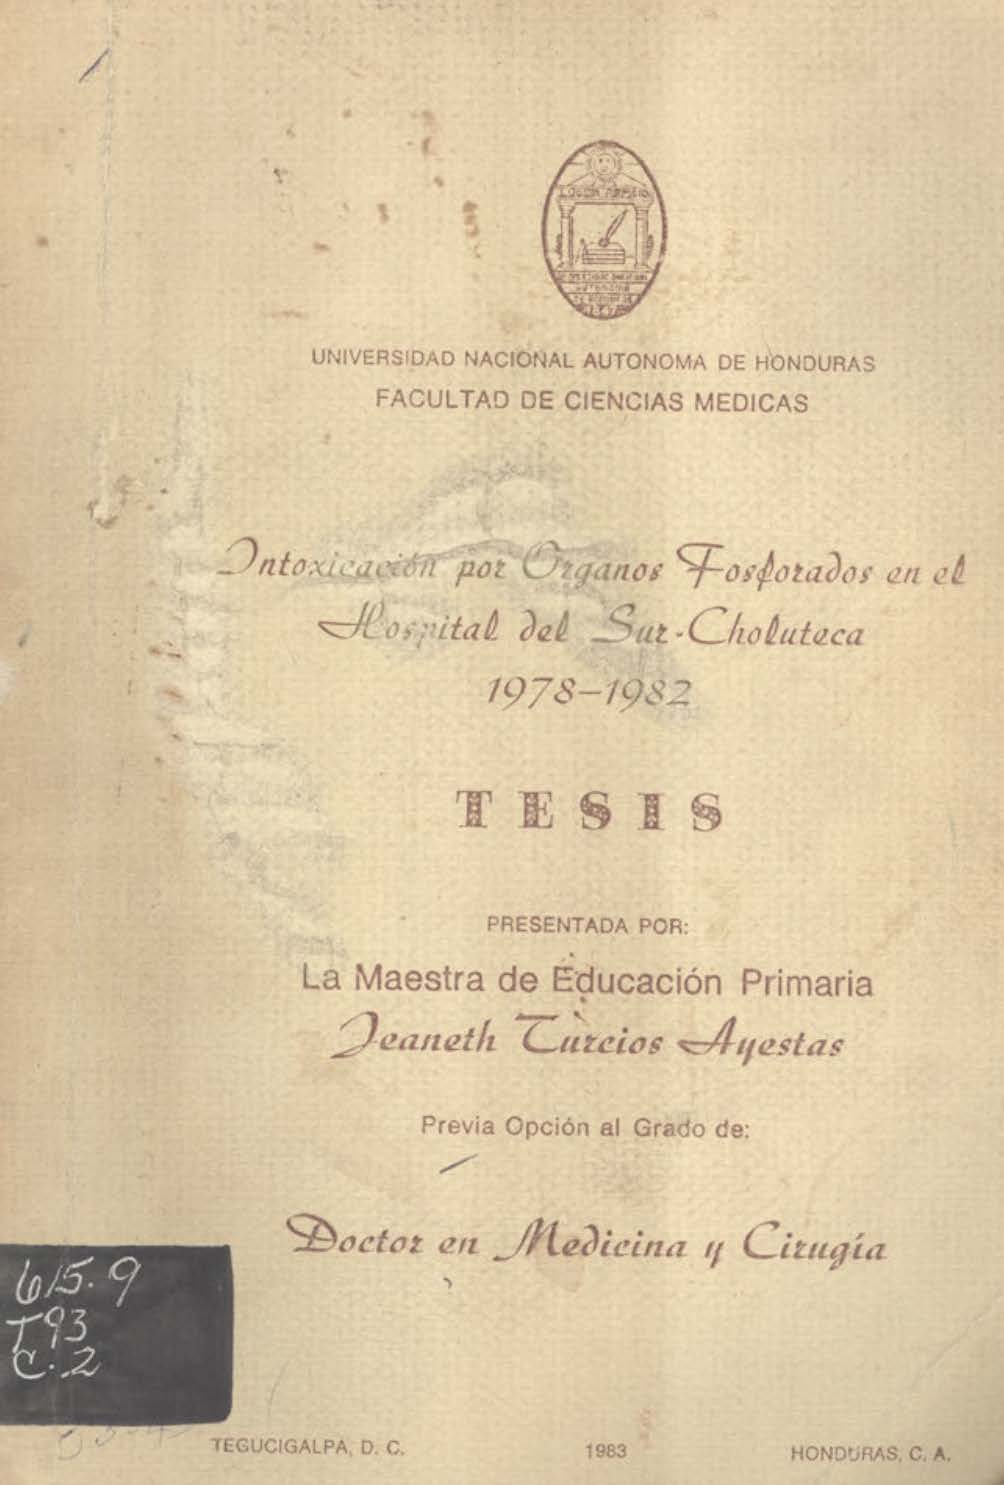 UNIVERSIDAD NACIONAL AUTONOMA DE HONDURAS
FACULTAD DE CIENCIAS MEDICAS
Intoxicación por Organos Fosforados en el
Hospital del Sur-Choluteca
1978-1982
TESIS
PRESENTADA POR:
La Maestra de Educación Primaria
Jeaneth Turcios Ayestas
Previa Opción al Grado de:
Doctor en Medicina y Cirugía
615.9
T93
C.2
TEGUCIGALPA, D. C. 1983 HONDURAS, C. A.